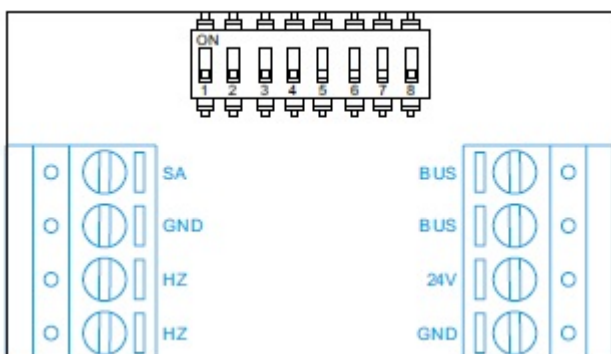 ON
1 2 3 4 5 6 7 8
SA BUS
GND BUS
HZ 24V
HZ GND